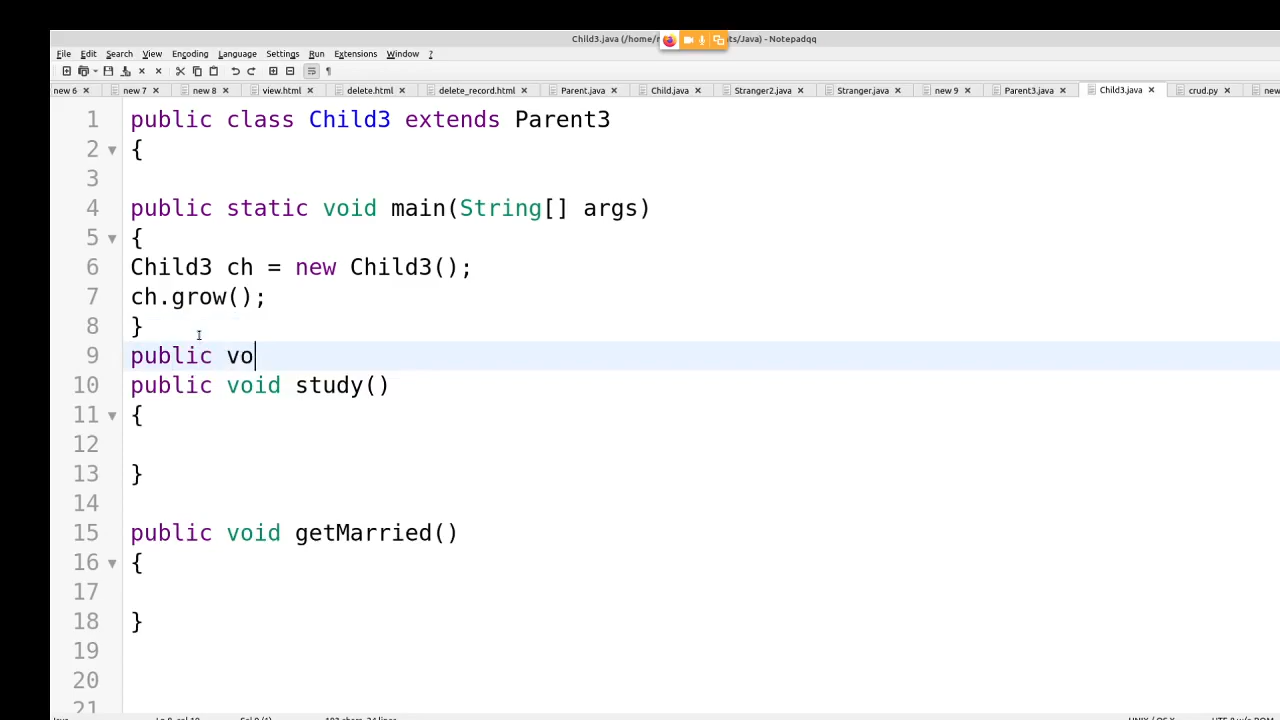 Child3.java (/home/ ts/Java) - Notepadqq
File Edit Search View Encoding Language Settings Run Extensions Window ?
new 6 new 7 new 8 view.html delete.html delete_record.html Parent.java Child.java Stranger2.java Stranger.java new 9 Parent3.java Child3.java crud.py new
1 public class Child3 extends Parent3
2 {
3
4 public static void main(String[] args)
5 {
6 Child3 ch = new Child3();
7 ch.grow();
8 }
9 public vo
10 public void study()
11 {
12
13 }
14
15 public void getMarried()
16 {
17
18 }
19
20
21